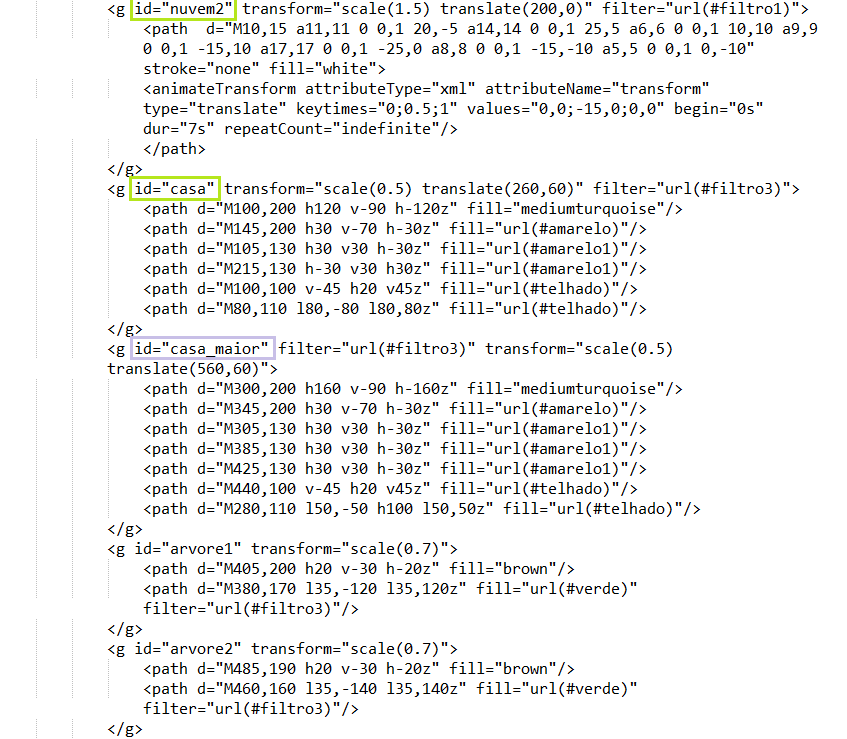 <g id="nuvem2" transform="scale(1.5) translate(200,0)" filter="url(#filtro1)">
<path  d="M10,15 a11,11 0 0,1 20,-5 a14,14 0 0,1 25,5 a6,6 0 0,1 10,10 a9,9
0 0,1 -15,10 a17,17 0 0,1 -25,0 a8,8 0 0,1 -15,-10 a5,5 0 0,1 0,-10"
stroke="none" fill="white">
<animateTransform attributeType="xml" attributeName="transform"
type="translate" keytimes="0;0.5;1" values="0,0;-15,0;0,0" begin="0s"
dur="7s" repeatCount="indefinite"/>
</path>
</g>
<g id="casa" transform="scale(0.5) translate(260,60)" filter="url(#filtro3)">
<path d="M100,200 h120 v-90 h-120z" fill="mediumturquoise"/>
<path d="M145,200 h30 v-70 h-30z" fill="url(#amarelo)"/>
<path d="M105,130 h30 v30 h-30z" fill="url(#amarelo1)"/>
<path d="M215,130 h-30 v30 h30z" fill="url(#amarelo1)"/>
<path d="M100,100 v-45 h20 v45z" fill="url(#telhado)"/>
<path d="M80,110 l80,-80 l80,80z" fill="url(#telhado)"/>
</g>
<g id="casa_maior" filter="url(#filtro3)" transform="scale(0.5)
translate(560,60)">
<path d="M300,200 h160 v-90 h-160z" fill="mediumturquoise"/>
<path d="M345,200 h30 v-70 h-30z" fill="url(#amarelo)"/>
<path d="M305,130 h30 v30 h-30z" fill="url(#amarelo1)"/>
<path d="M385,130 h30 v30 h-30z" fill="url(#amarelo1)"/>
<path d="M425,130 h30 v30 h-30z" fill="url(#amarelo1)"/>
<path d="M440,100 v-45 h20 v45z" fill="url(#telhado)"/>
<path d="M280,110 l50,-50 h100 l50,50z" fill="url(#telhado)"/>
</g>
<g id="arvore1" transform="scale(0.7)">
<path d="M405,200 h20 v-30 h-20z" fill="brown"/>
<path d="M380,170 l35,-120 l35,120z" fill="url(#verde)"
filter="url(#filtro3)"/>
</g>
<g id="arvore2" transform="scale(0.7)">
<path d="M485,190 h20 v-30 h-20z" fill="brown"/>
<path d="M460,160 l35,-140 l35,140z" fill="url(#verde)"
filter="url(#filtro3)"/>
</g>